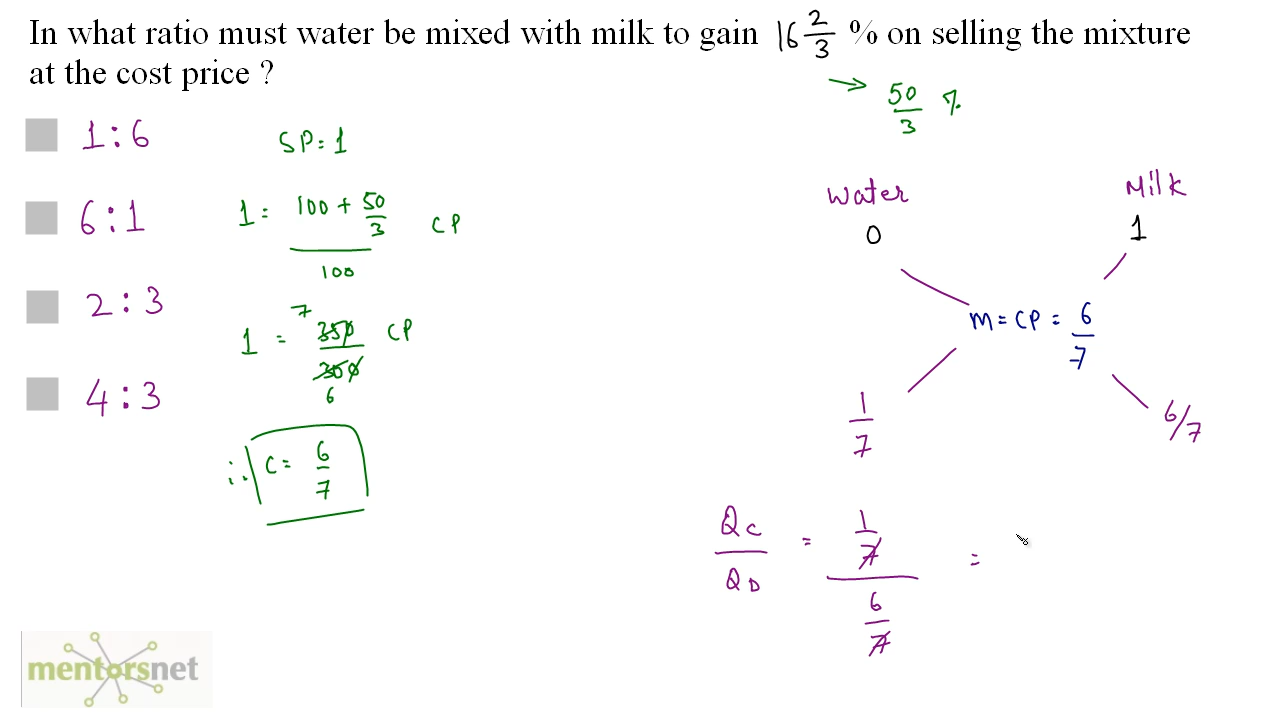 In what ratio must water be mixed with milk to gain 16 2/3 % on selling the mixture
at the cost price ?
→ 50/3 %
1:6
6:1
2:3
4:3
SP=1
1= (100 + 50/3)/100 CP
1 = 350/300 CP
7
6
∴ C= 6/7
Water
Milk
0
1
M = CP = 6/7
1/7
6/7
QC/QD = (1/7)/(6/7) =
mentorsnet